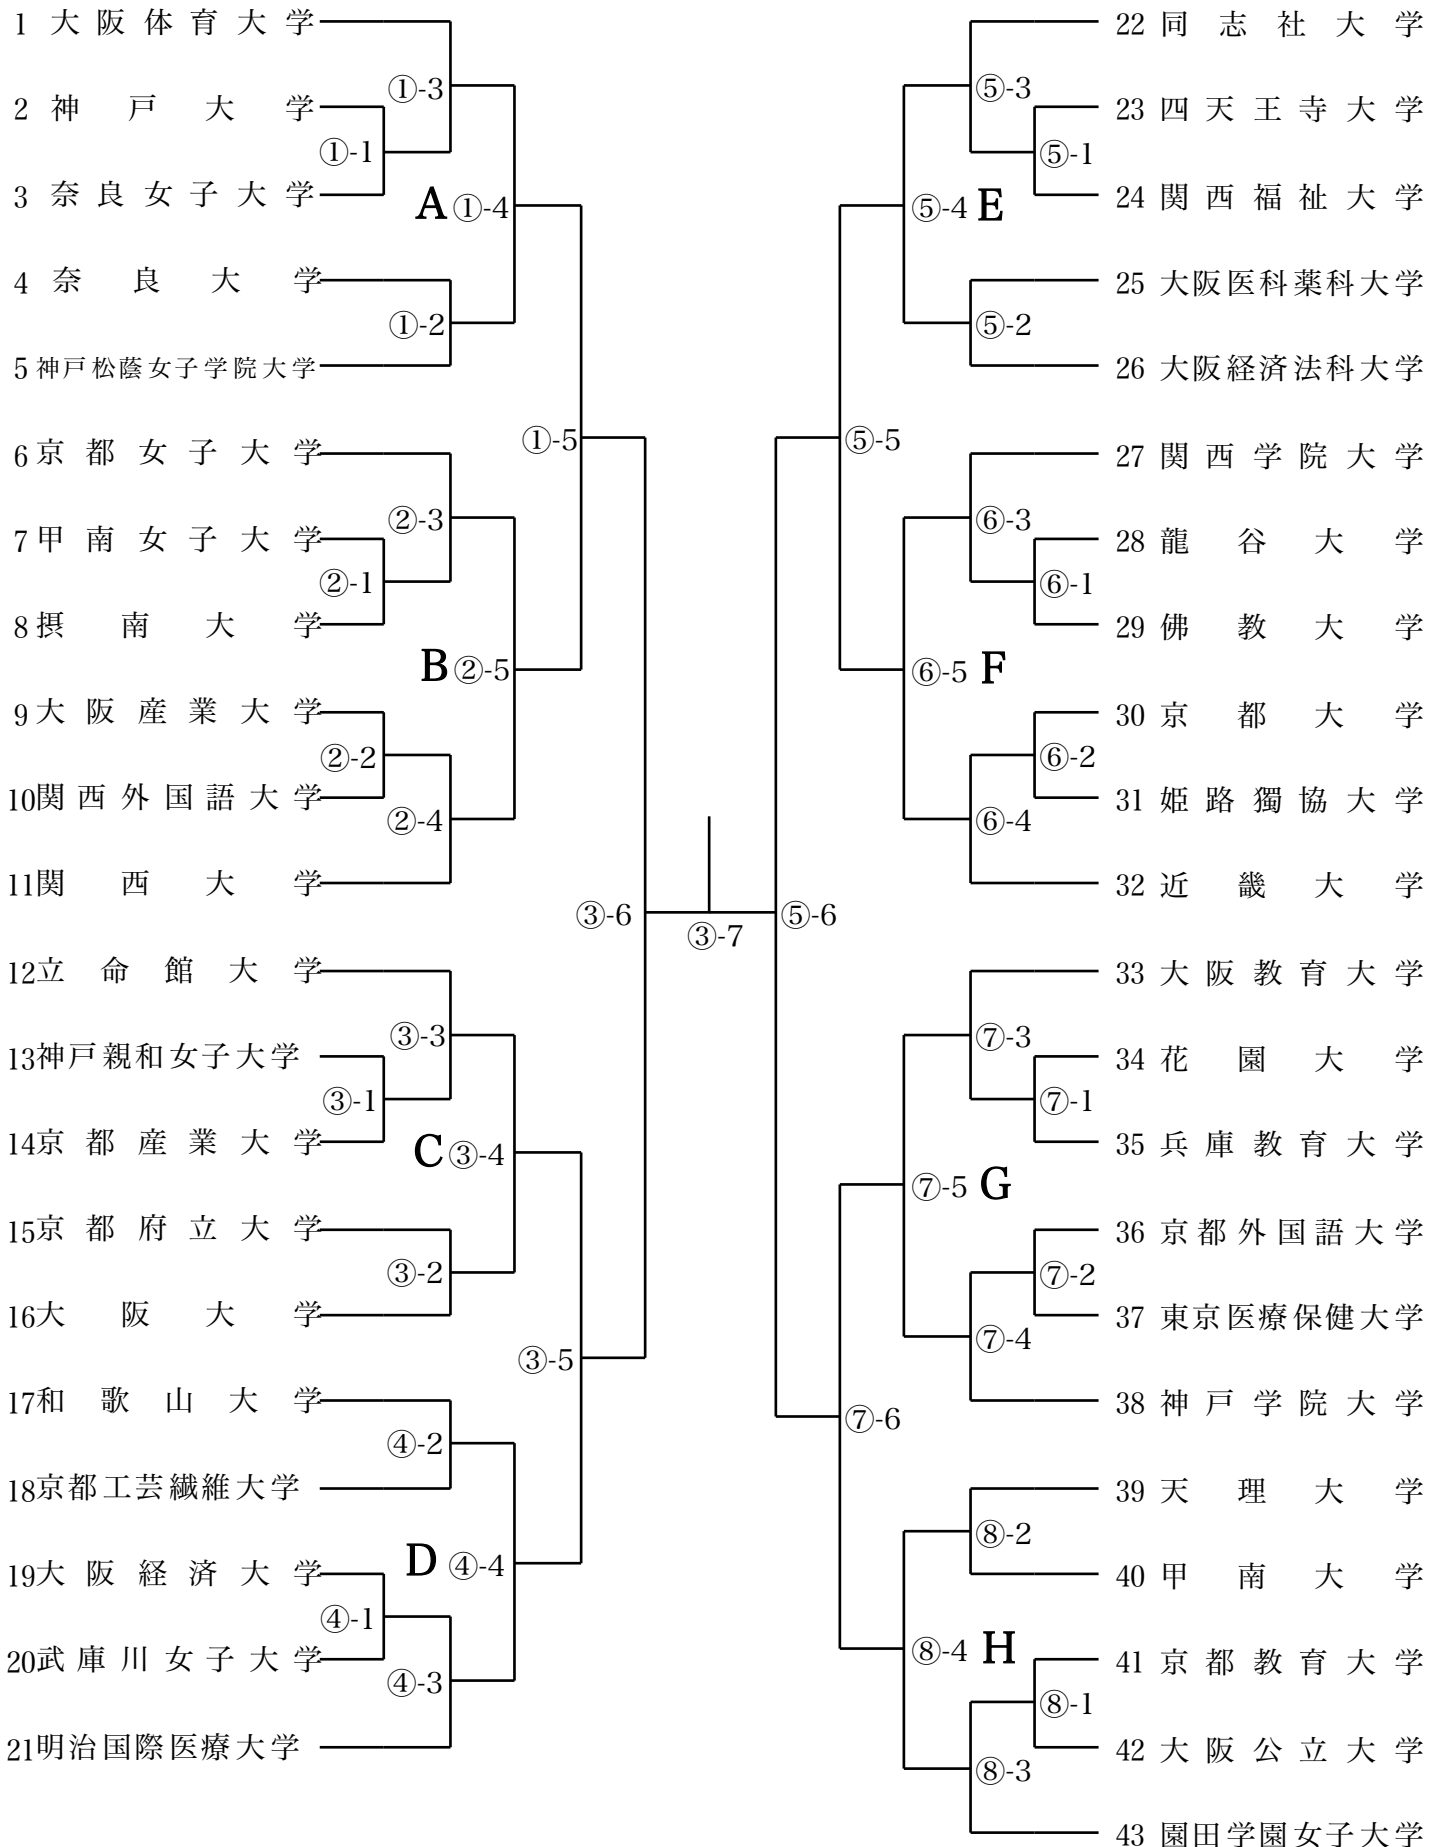 1 大阪体育大学
①-3
2 神戸大学
①-1
3 奈良女子大学
A ①-4
4 奈良大学
①-2
5 神戸松蔭女子学院大学
①-5
6 京都女子大学
②-3
7 甲南女子大学
②-1
8 摂南大学
B ②-5
9 大阪産業大学
②-2
10 関西外国語大学
②-4
11 関西大学
③-6
12 立命館大学
③-3
13 神戸親和女子大学
③-1
14 京都産業大学
C ③-4
15 京都府立大学
③-2
16 大阪大学
③-5
17 和歌山大学
④-2
18 京都工芸繊維大学
D ④-4
19 大阪経済大学
④-1
20 武庫川女子大学
④-3
21 明治国際医療大学
③-7
22 同志社大学
⑤-3
23 四天王寺大学
⑤-1
24 関西福祉大学
⑤-4 E
25 大阪医科薬科大学
⑤-2
26 大阪経済法科大学
⑤-5
27 関西学院大学
⑥-3
28 龍谷大学
⑥-1
29 佛教大学
⑥-5 F
30 京都大学
⑥-2
31 姫路獨協大学
⑥-4
32 近畿大学
⑤-6
33 大阪教育大学
⑦-3
34 花園大学
⑦-1
35 兵庫教育大学
⑦-5 G
36 京都外国語大学
⑦-2
37 東京医療保健大学
⑦-4
38 神戸学院大学
⑦-6
39 天理大学
⑧-2
40 甲南大学
⑧-4 H
41 京都教育大学
⑧-1
42 大阪公立大学
⑧-3
43 園田学園女子大学